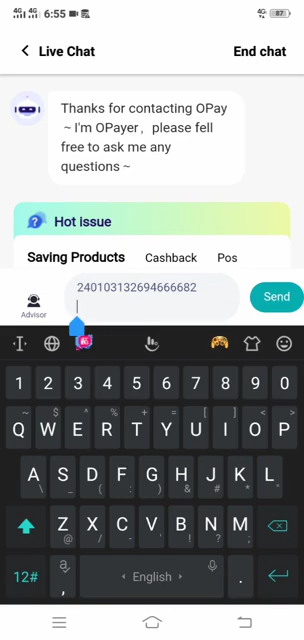 4G 4G 6:55 4G 87
Live Chat End chat
Thanks for contacting OPay
~ I'm OPayer，please fell
free to ask me any
questions ~
Hot issue
Saving Products Cashback Pos
240103132694666682
Advisor
Send
1 2 3 4 5 6 7 8 9 0
~ $ ^ % + = [ ] < >
Q W E R T Y U I O P
A S D F G H J K L
\ _ ( : ) & # * "
Z X C V B N M
@ / - ' ! ? ;
12# a , English .